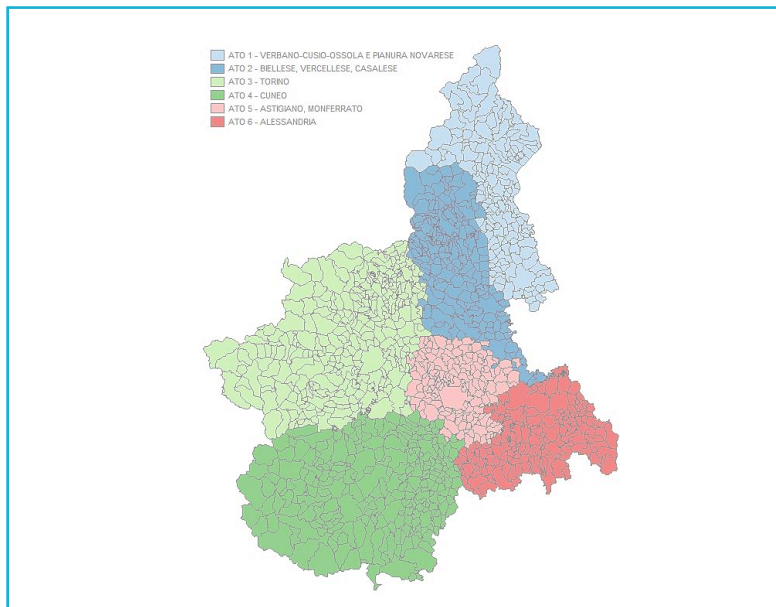 ATO 1 - VERBANO-CUSIO-OSSOLA E PIANURA NOVARESE
ATO 2 - BIELLESE, VERCELLESE, CASALESE
ATO 3 - TORINO
ATO 4 - CUNEO
ATO 5 - ASTIGIANO, MONFERRATO
ATO 6 - ALESSANDRIA